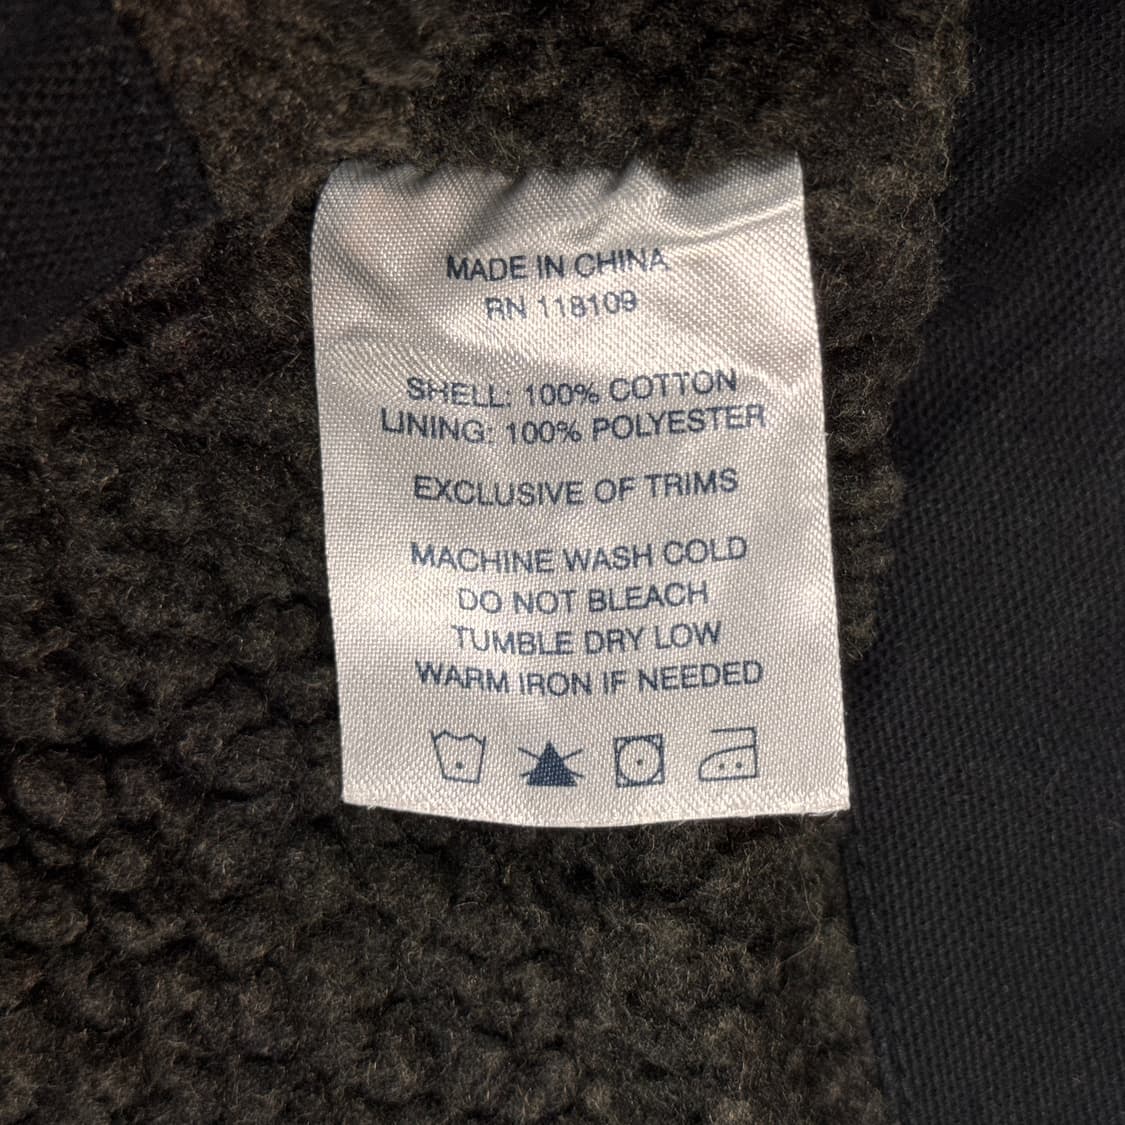 MADE IN CHINA
RN 118109
SHELL: 100% COTTON
LINING: 100% POLYESTER
EXCLUSIVE OF TRIMS
MACHINE WASH COLD
DO NOT BLEACH
TUMBLE DRY LOW
WARM IRON IF NEEDED